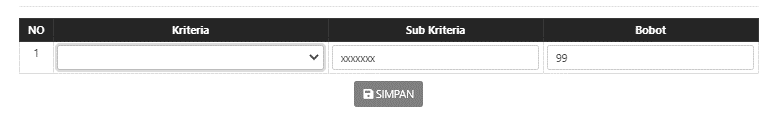 NO Kriteria Sub Kriteria Bobot
1 xxxxxxx 99
SIMPAN